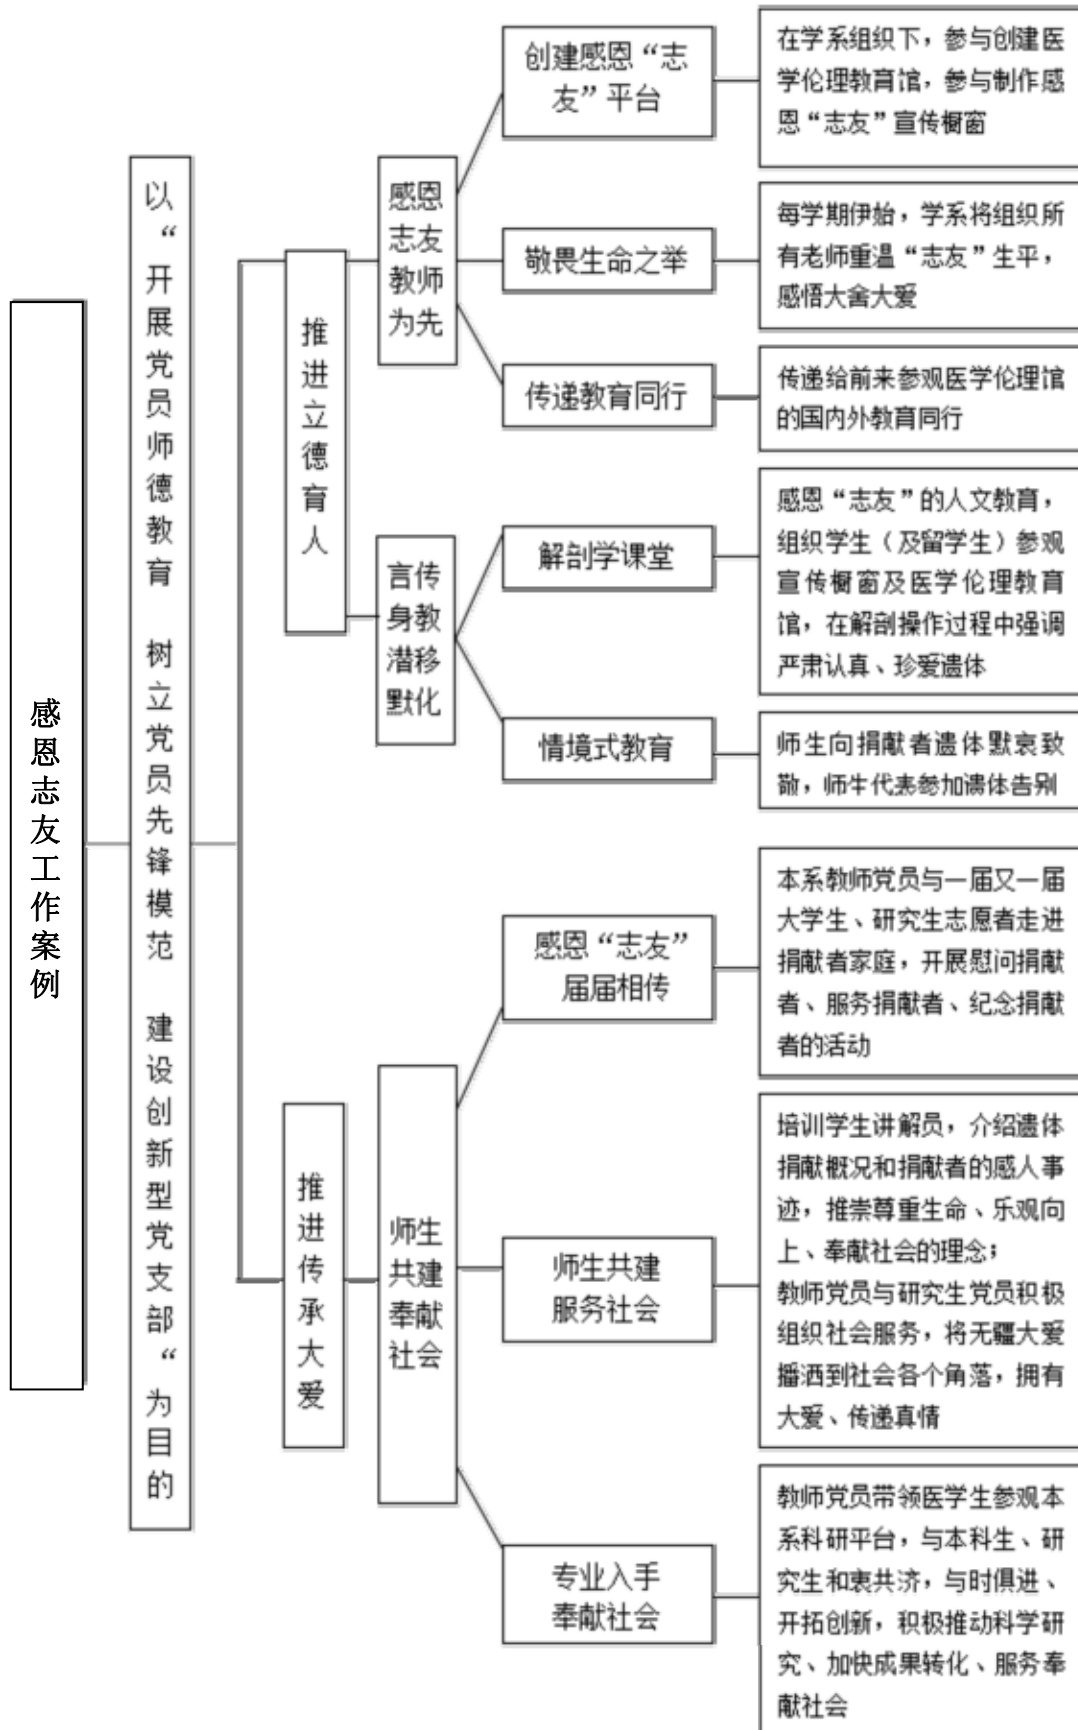 感恩志友工作案例
以“开展党员师德教育 树立党员先锋模范 建设创新型党支部“为目的
推进立德育人
感恩
志友
教师
为先
创建感恩“志
友”平台
在学系组织下，参与创建医
学伦理教育馆，参与制作感
恩“志友”宣传橱窗
敬畏生命之举
每学期伊始，学系将组织所
有老师重温“志友”生平，
感悟大舍大爱
传递教育同行
传递给前来参观医学伦理馆
的国内外教育同行
言传
身教
潜移
默化
解剖学课堂
感恩“志友”的人文教育，
组织学生（及留学生）参观
宣传橱窗及医学伦理教育
馆，在解剖操作过程中强调
严肃认真、珍爱遗体
情境式教育
师生向捐献者遗体默哀致
敬，师生代表参加遗体告别
推进传承大爱
师生
共建
奉献
社会
感恩“志友”
届届相传
本系教师党员与一届又一届
大学生、研究生志愿者走进
捐献者家庭，开展慰问捐献
者、服务捐献者、纪念捐献
者的活动
师生共建
服务社会
培训学生讲解员，介绍遗体
捐献概况和捐献者的感人事
迹，推崇尊重生命、乐观向
上、奉献社会的理念；
教师党员与研究生党员积极
组织社会服务，将无疆大爱
播洒到社会各个角落，拥有
大爱、传递真情
专业入手
奉献社会
教师党员带领医学生参观本
系科研平台，与本科生、研
究生和衷共济，与时俱进、
开拓创新，积极推动科学研
究、加快成果转化、服务奉
献社会